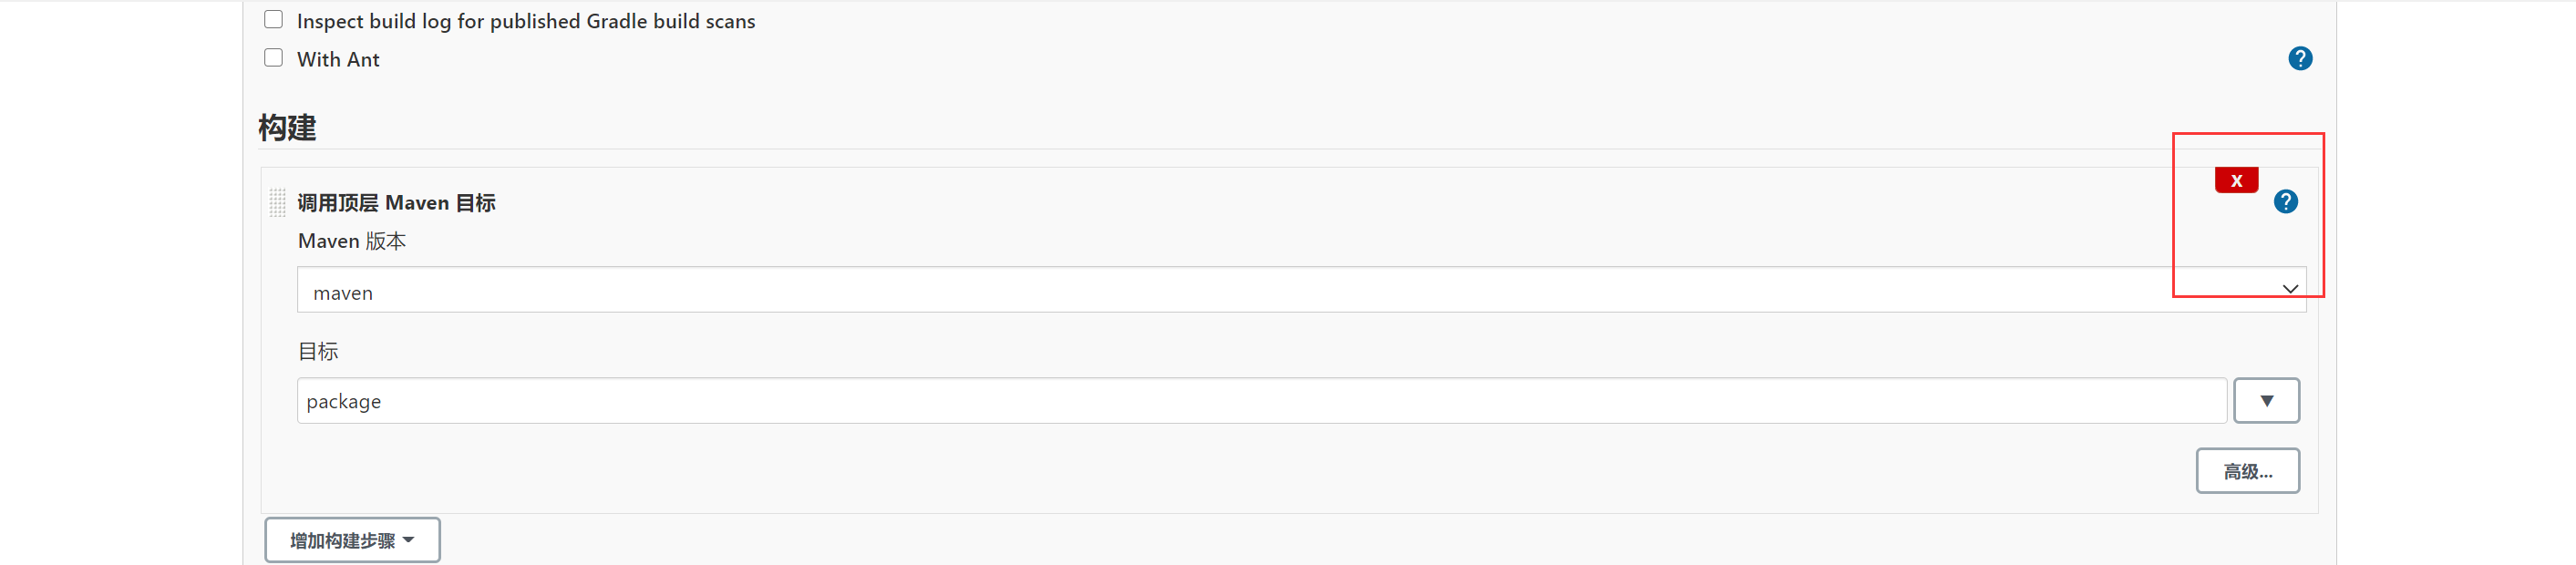 Inspect build log for published Gradle build scans
With Ant
?
构建
x
调用顶层 Maven 目标
?
Maven 版本
maven
目标
package
▼
高级...
增加构建步骤